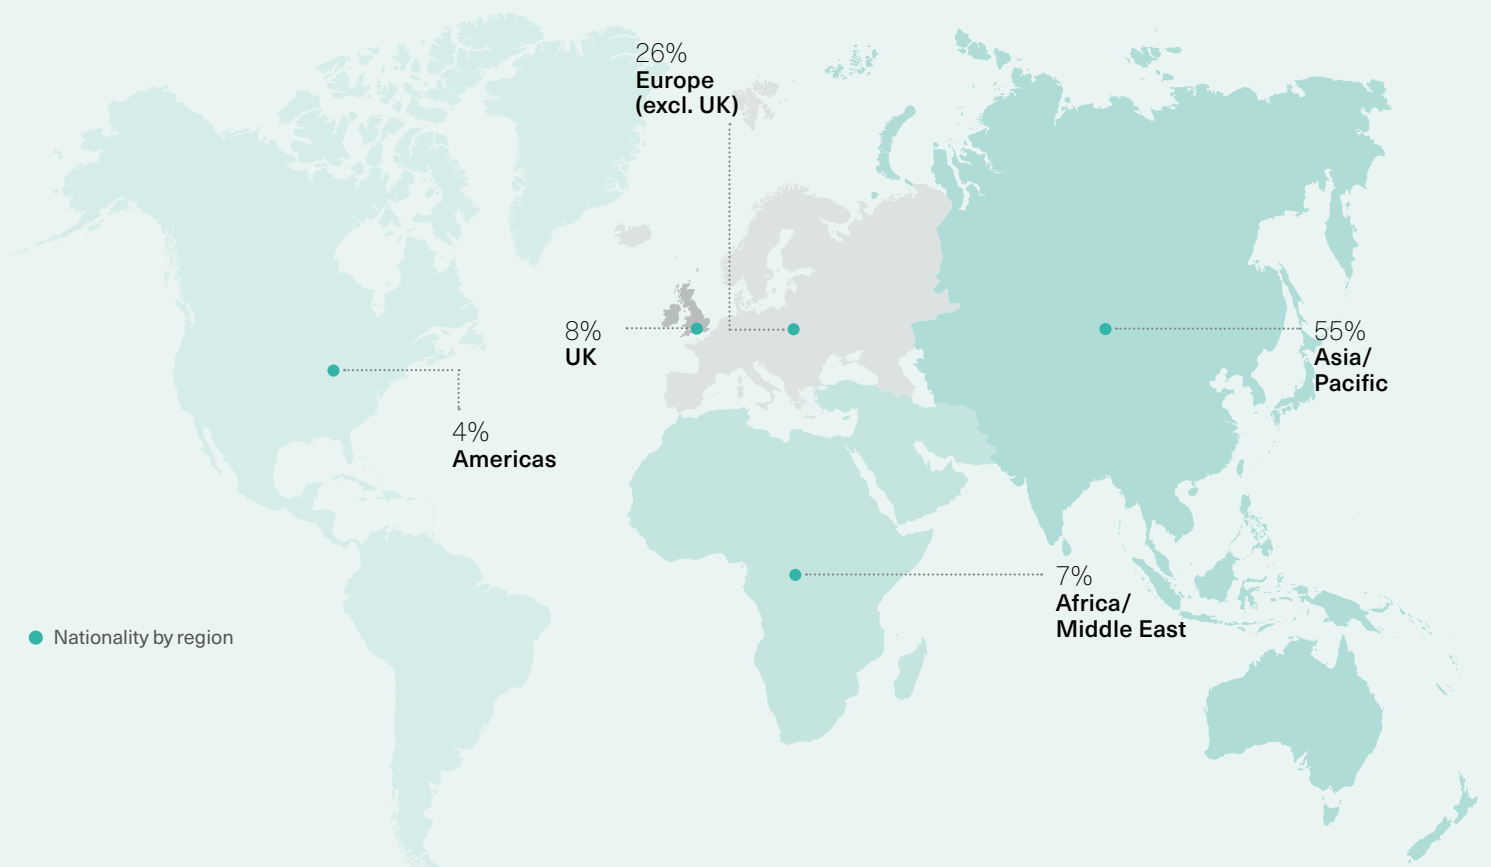 26%
Europe
(excl. UK)
8%
UK
55%
Asia/
Pacific
4%
Americas
7%
Africa/
Middle East
Nationality by region